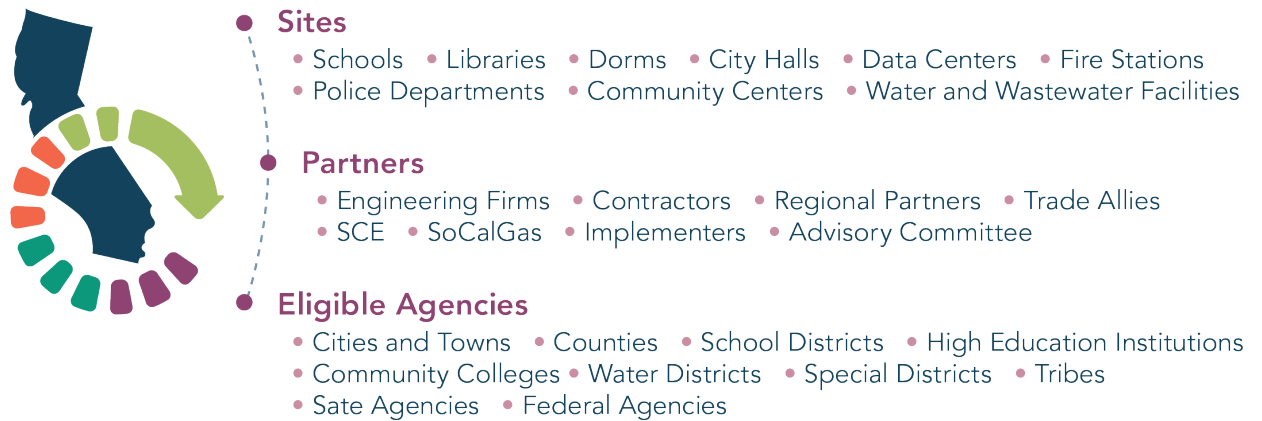 Sites
• Schools • Libraries • Dorms • City Halls • Data Centers • Fire Stations
• Police Departments • Community Centers • Water and Wastewater Facilities
Partners
• Engineering Firms • Contractors • Regional Partners • Trade Allies
• SCE • SoCalGas • Implementers • Advisory Committee
Eligible Agencies
• Cities and Towns • Counties • School Districts • High Education Institutions
• Community Colleges • Water Districts • Special Districts • Tribes
• Sate Agencies • Federal Agencies